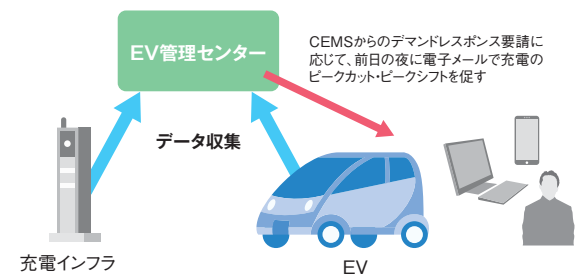 EV管理センター
CEMSからのデマンドレスポンス要請に
応じて、前日の夜に電子メールで充電の
ピークカット・ピークシフトを促す
データ収集
充電インフラ
EV